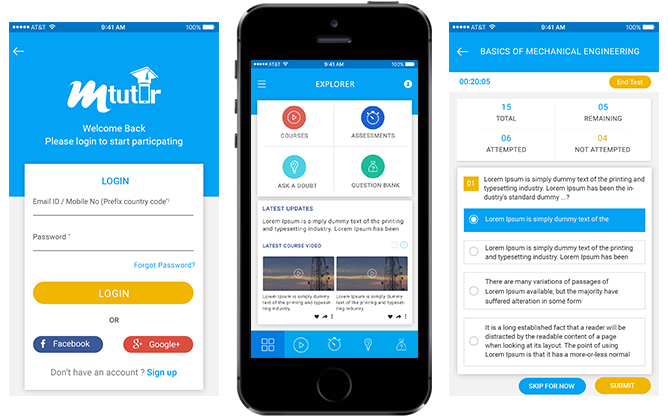 AT&T 9:41 AM 100%
Mtutor
Welcome Back
Please login to start particpating
LOGIN
Email ID / Mobile No (Prefix country code*)
Password *
Forgot Password?
LOGIN
OR
f Facebook
g+ Google+
Don't have an account ? Sign up
AT&T 9:41 AM 100%
EXPLORER
COURSES
ASSESSMENTS
ASK A DOUBT
QUESTION BANK
LATEST UPDATES
Lorem Ipsum is simply dummy text of the printing
and typesetting industry. Lorem Ipsum has been
LATEST COURSE VIDEO
Lorem Ipsum is simply dummy
text of the printing and typeset-
ting industry.
Lorem Ipsum is simply dummy
text of the printing and typeset-
ting industry.
AT&T 9:41 AM 100%
BASICS OF MECHANICAL ENGINEERING
00:20:05
End Test
15
TOTAL
05
REMAINING
06
ATTEMPTED
04
NOT ATTEMPTED
01
Lorem Ipsum is simply dummy text of the printing and
typesetting industry. Lorem Ipsum has been the in-
dustry's standard dummy ...?
Lorem Ipsum is simply dummy text of the
Lorem Ipsum is simply dummy text of the printing
and typesetting industry. Lorem Ipsum has been
There are many variations of passages of
Lorem Ipsum available, but the majority have
suffered alteration in some form
It is a long established fact that a reader will be
distracted by the readable content of a page
when looking at its layout. The point of using
Lorem Ipsum is that it has a more-or-less normal
SKIP FOR NOW
SUBMIT